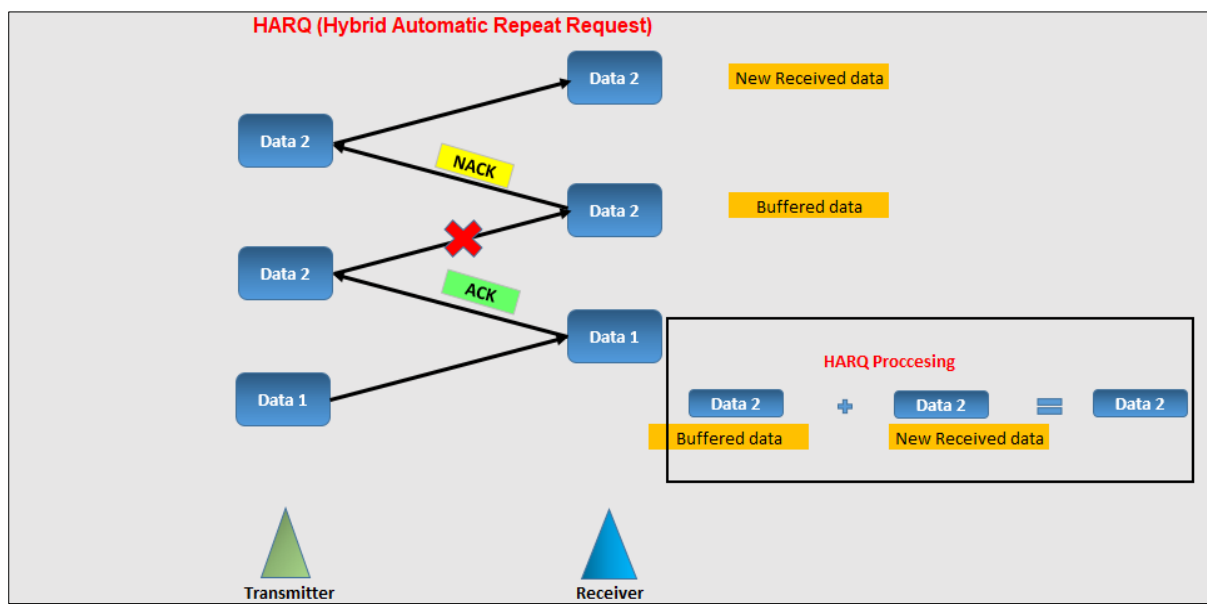 HARQ (Hybrid Automatic Repeat Request)
Data 2
New Received data
Data 2
NACK
Data 2
Buffered data
Data 2
ACK
Data 1
HARQ Proccesing
Data 1
Data 2
Data 2
Data 2
Buffered data
New Received data
Transmitter
Receiver